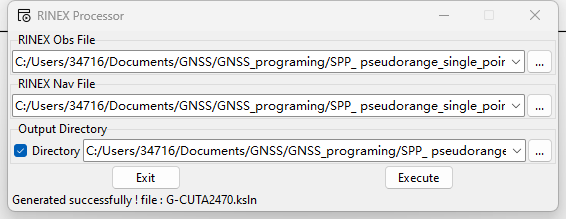 RINEX Processor
RINEX Obs File
C:/Users/34716/Documents/GNSS/GNSS_programing/SPP_ pseudorange_single_poir
...
RINEX Nav File
C:/Users/34716/Documents/GNSS/GNSS_programing/SPP_ pseudorange_single_poir
...
Output Directory
Directory C:/Users/34716/Documents/GNSS/GNSS_programing/SPP_ pseudorange
...
Exit Execute
Generated successfully ! file : G-CUTA2470.ksln